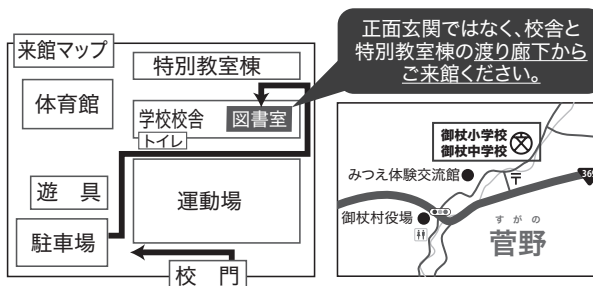 来館マップ
特別教室棟
体育館
学校校舎
図書室
トイレ
遊 具
運動場
駐車場
校 門
正面玄関ではなく、校舎と
特別教室棟の渡り廊下から
ご来館ください。
御杖小学校
御杖中学校
文
みつえ体験交流館
〒
369
御杖村役場
すがの
菅野